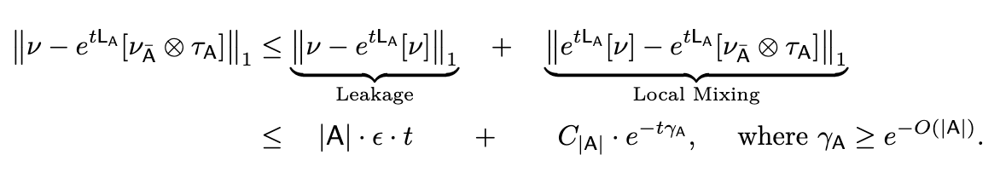 ‖ν − e^{tL_A}[ν_Ā ⊗ τ_A]‖₁ ≤ ‖ν − e^{tL_A}[ν]‖₁ + ‖e^{tL_A}[ν] − e^{tL_A}[ν_Ā ⊗ τ_A]‖₁
Leakage Local Mixing
≤ |A| · ϵ · t + C_{|A|} · e^{−tγ_A}, where γ_A ≥ e^{−O(|A|)}.